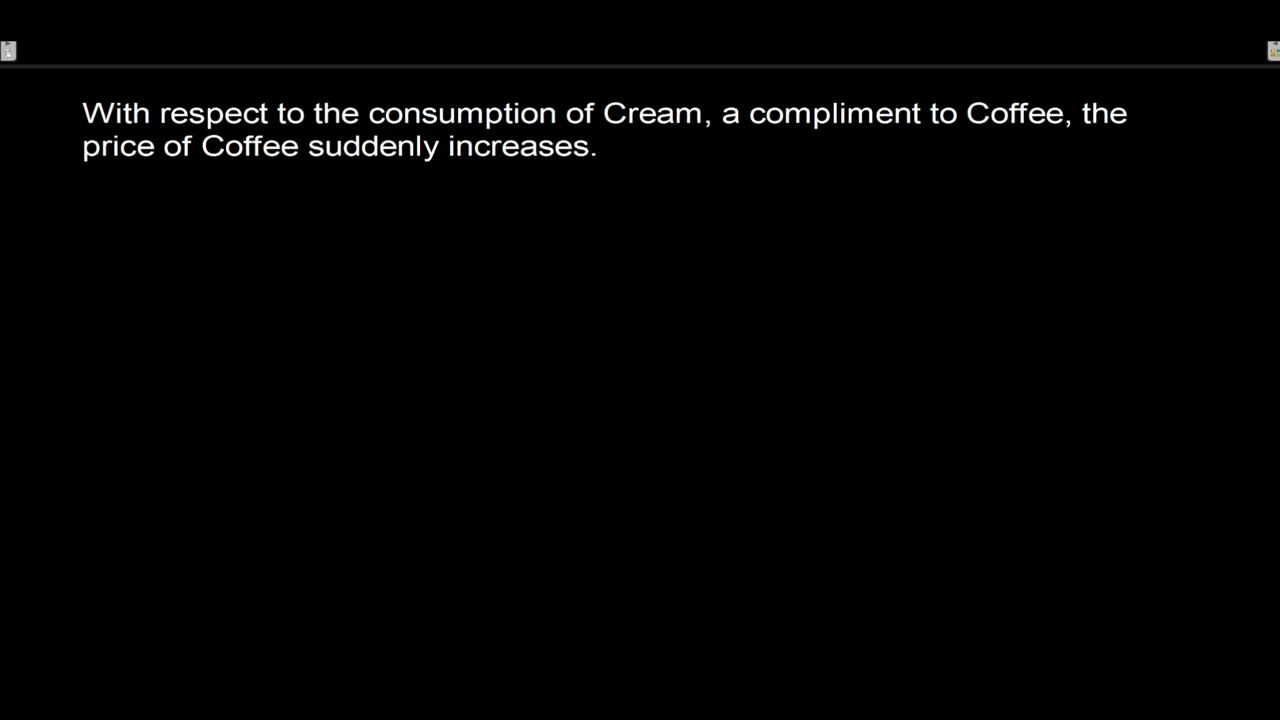 With respect to the consumption of Cream, a compliment to Coffee, the
price of Coffee suddenly increases.